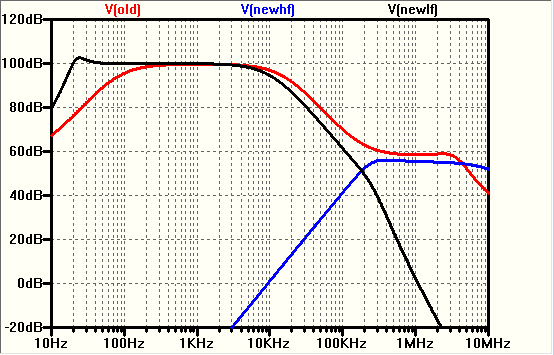 V(old) V(newhf) V(newlf)
120dB
100dB
80dB
60dB
40dB
20dB
0dB
-20dB
10Hz 100Hz 1KHz 10KHz 100KHz 1MHz 10MHz